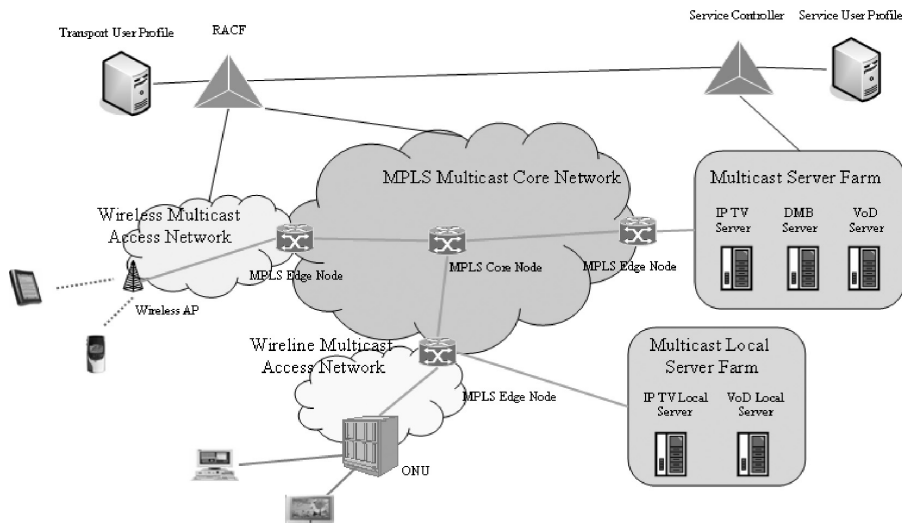 Transport User Profile
RACF
Service Controller
Service User Profile
MPLS Multicast Core Network
Multicast Server Farm
IP TV
Server
DMB
Server
VoD
Server
Wireless Multicast
Access Network
MPLS Edge Node
MPLS Core Node
MPLS Edge Node
Wireless AP
Wireline Multicast
Access Network
MPLS Edge Node
Multicast Local
Server Farm
IP TV Local
Server
VoD Local
Server
ONU